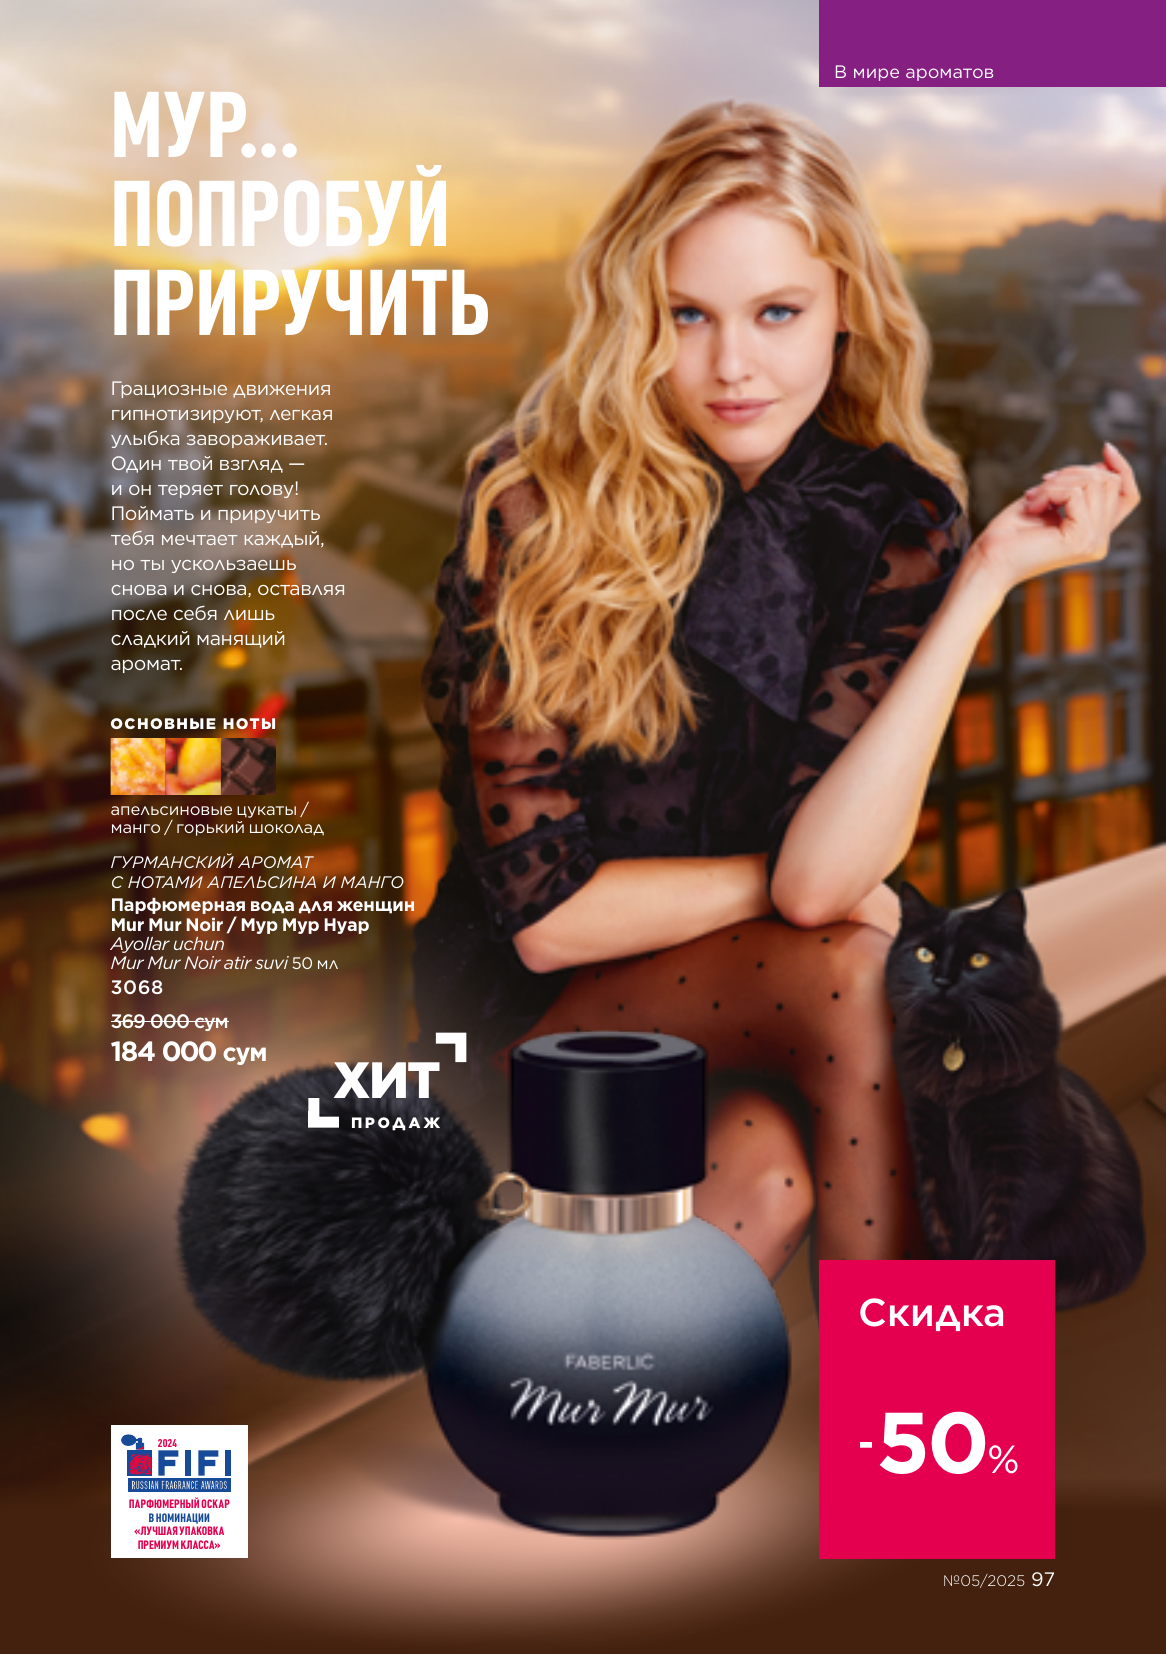 В мире ароматов
МУР...
ПОПРОБУЙ
ПРИРУЧИТЬ
Грациозные движения
гипнотизируют, легкая
улыбка завораживает.
Один твой взгляд —
и он теряет голову!
Поймать и приручить
тебя мечтает каждый,
но ты ускользаешь
снова и снова, оставляя
после себя лишь
сладкий манящий
аромат.
ОСНОВНЫЕ НОТЫ
апельсиновые цукаты /
манго / горький шоколад
ГУРМАНСКИЙ АРОМАТ
С НОТАМИ АПЕЛЬСИНА И МАНГО
Парфюмерная вода для женщин
Mur Mur Noir / Мур Мур Нуар
Ayollar uchun
Mur Mur Noir atir suvi 50 мл
3068
369 000 сум
184 000 сум
ХИТ
ПРОДАЖ
FABERLIC
Mur Mur
Скидка
-50%
2024
FIFI
RUSSIAN FRAGRANCE AWARDS
ПАРФЮМЕРНЫЙ ОСКАР
В НОМИНАЦИИ
«ЛУЧШАЯ УПАКОВКА
ПРЕМИУМ КЛАССА»
№05/2025 97